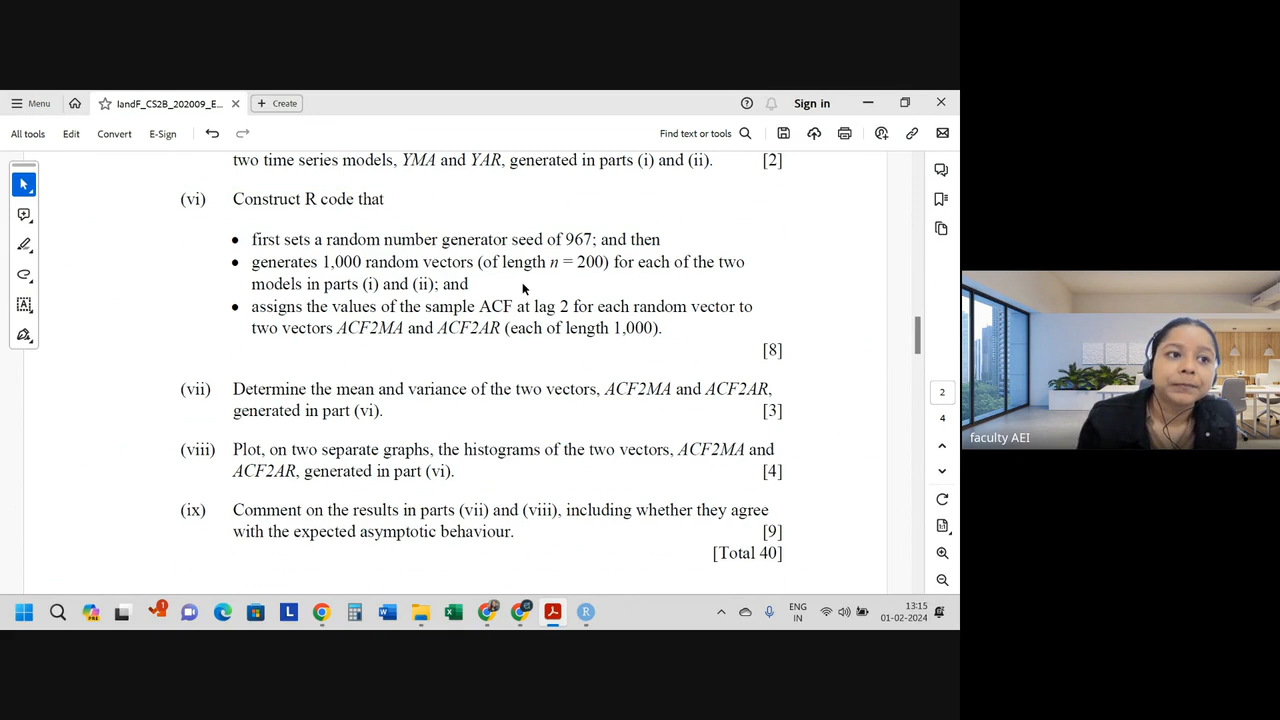 Menu
IandF_CS2B_202009_E...
Create
Sign in
All tools
Edit
Convert
E-Sign
Find text or tools
two time series models, YMA and YAR, generated in parts (i) and (ii). [2]
(vi) Construct R code that
• first sets a random number generator seed of 967; and then
• generates 1,000 random vectors (of length n = 200) for each of the two
models in parts (i) and (ii); and
• assigns the values of the sample ACF at lag 2 for each random vector to
two vectors ACF2MA and ACF2AR (each of length 1,000).
[8]
(vii) Determine the mean and variance of the two vectors, ACF2MA and ACF2AR,
generated in part (vi). [3]
(viii) Plot, on two separate graphs, the histograms of the two vectors, ACF2MA and
ACF2AR, generated in part (vi). [4]
(ix) Comment on the results in parts (vii) and (viii), including whether they agree
with the expected asymptotic behaviour. [9]
[Total 40]
2
4
faculty AEI
ENG
IN
13:15
01-02-2024